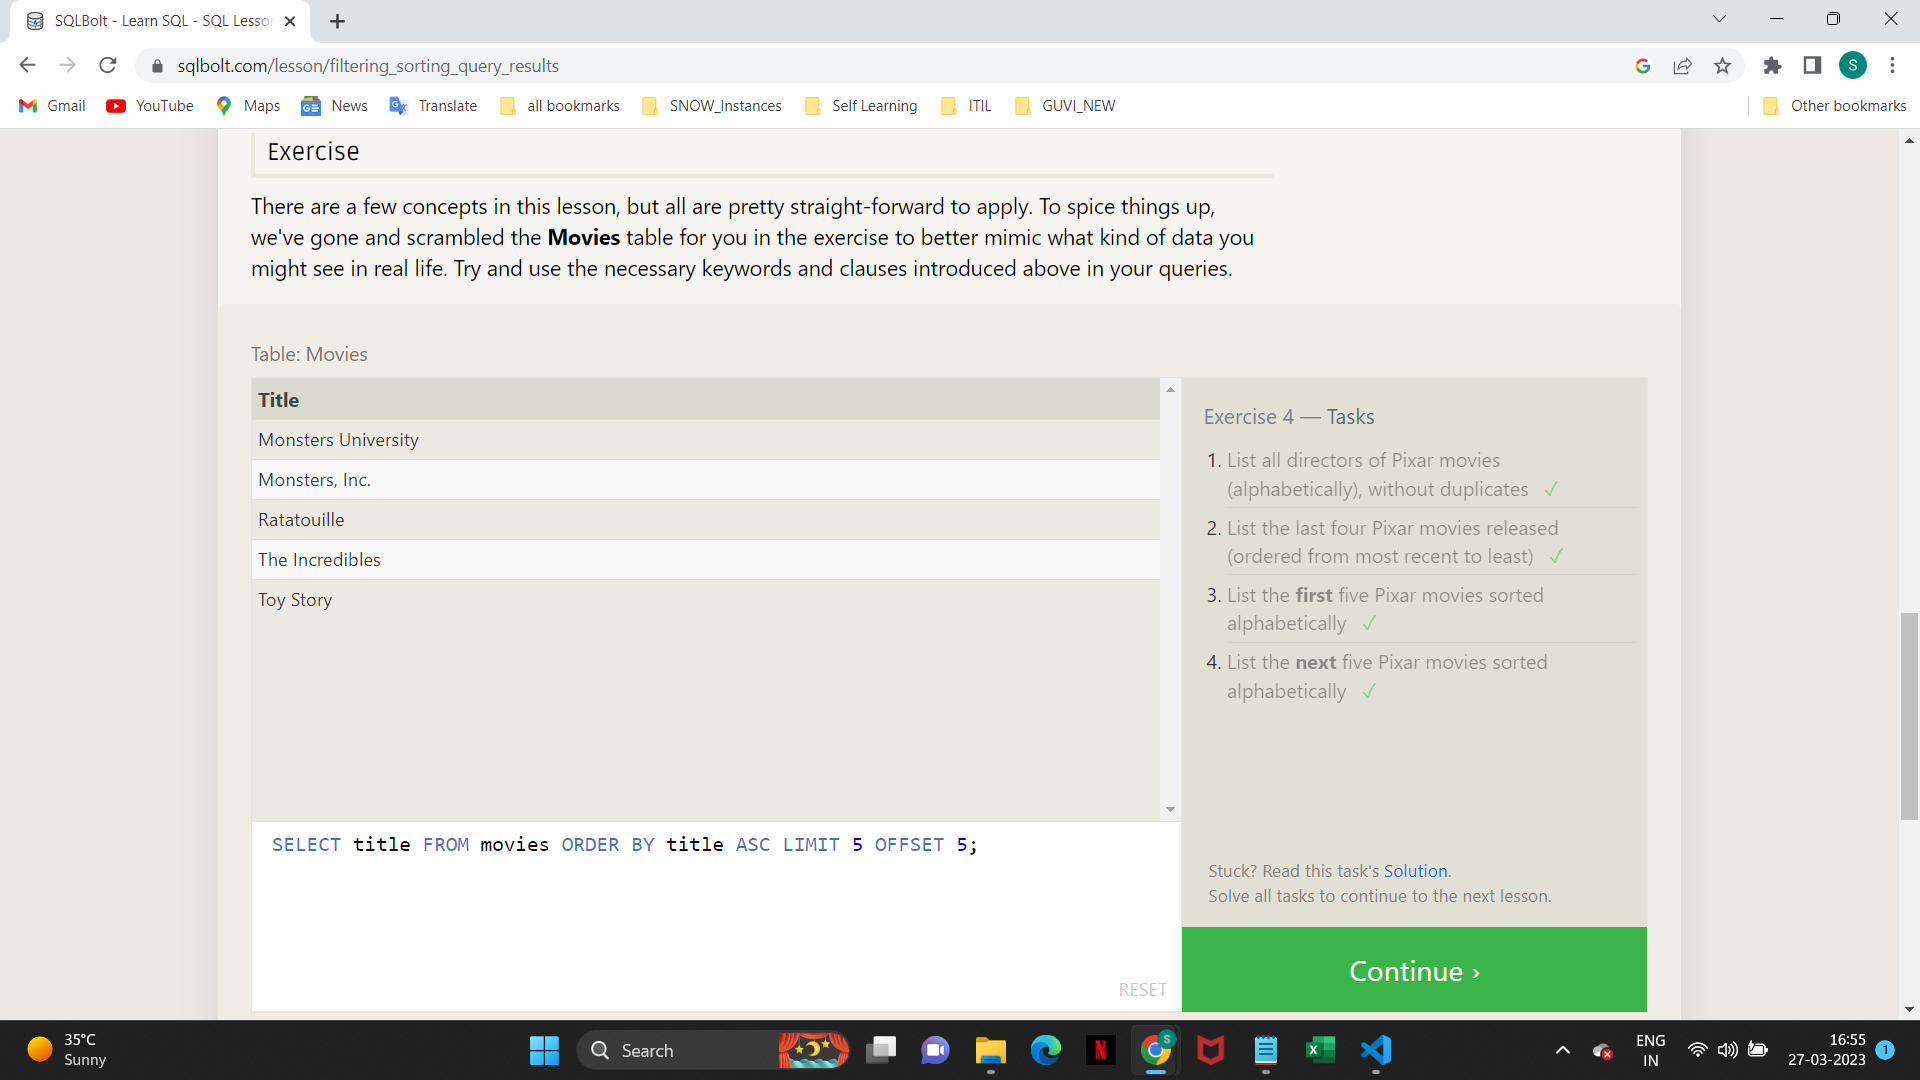 SQLBolt - Learn SQL - SQL Lesso
sqlbolt.com/lesson/filtering_sorting_query_results
S
Gmail
YouTube
Maps
News
Translate
all bookmarks
SNOW_Instances
Self Learning
ITIL
GUVI_NEW
Other bookmarks
Exercise
There are a few concepts in this lesson, but all are pretty straight-forward to apply. To spice things up,
we've gone and scrambled the Movies table for you in the exercise to better mimic what kind of data you
might see in real life. Try and use the necessary keywords and clauses introduced above in your queries.
Table: Movies
Title
Monsters University
Monsters, Inc.
Ratatouille
The Incredibles
Toy Story
SELECT title FROM movies ORDER BY title ASC LIMIT 5 OFFSET 5;
RESET
Exercise 4 — Tasks
1. List all directors of Pixar movies
(alphabetically), without duplicates ✓
2. List the last four Pixar movies released
(ordered from most recent to least) ✓
3. List the first five Pixar movies sorted
alphabetically ✓
4. List the next five Pixar movies sorted
alphabetically ✓
Stuck? Read this task's Solution.
Solve all tasks to continue to the next lesson.
Continue ›
35°C
Sunny
Search
ENG
IN
16:55
27-03-2023
1